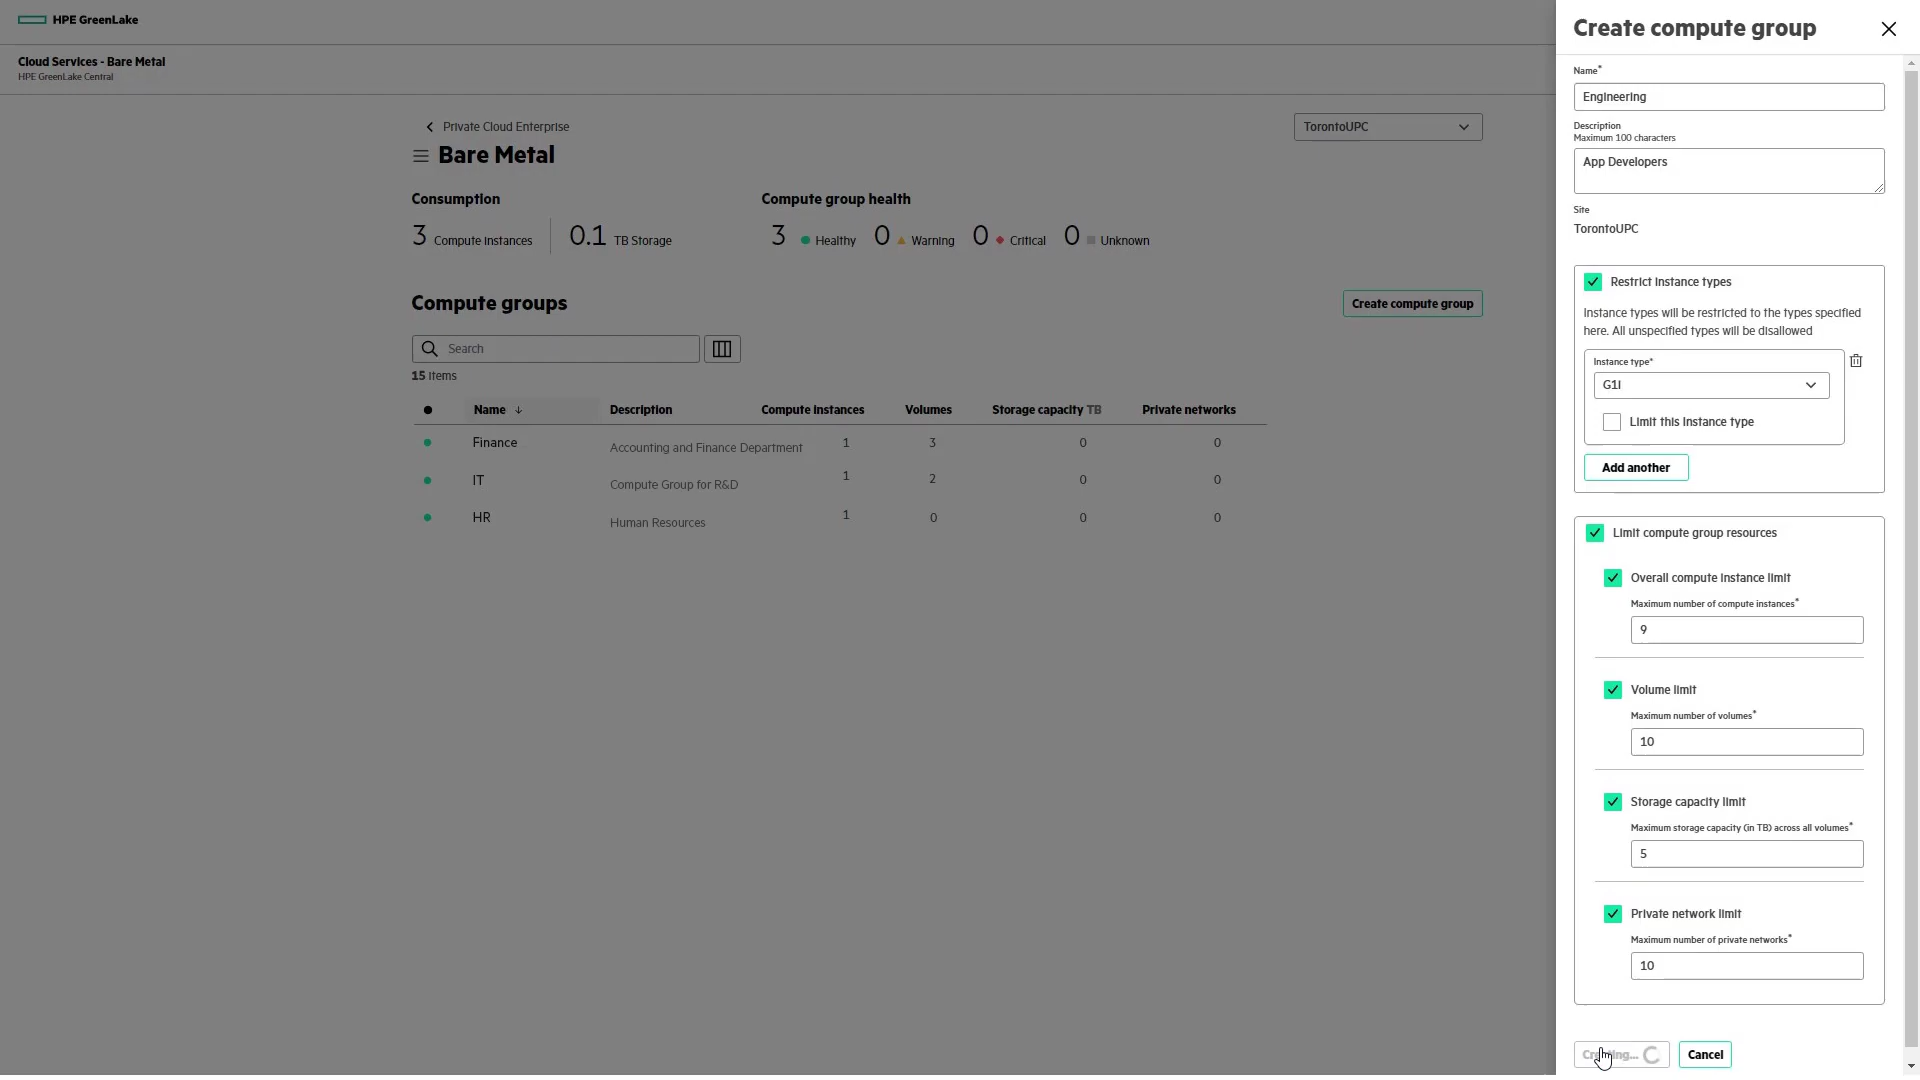 HPE GreenLake
Cloud Services - Bare Metal
HPE GreenLake Central
Private Cloud Enterprise
TorontoUPC
Bare Metal
Consumption
Compute group health
3 Compute instances
0.1 TB Storage
3 Healthy
0 Warning
0 Critical
0 Unknown
Compute groups
Create compute group
Search
15 items
Name ↓ Description Compute instances Volumes Storage capacity TB Private networks
Finance Accounting and Finance Department 1 3 0 0
IT Compute Group for R&D 1 2 0 0
HR Human Resources 1 0 0 0
Create compute group
Name*
Engineering
Description
Maximum 100 characters
App Developers
Site
TorontoUPC
Restrict instance types
Instance types will be restricted to the types specified
here. All unspecified types will be disallowed
Instance type*
G1i
Limit this instance type
Add another
Limit compute group resources
Overall compute instance limit
Maximum number of compute instances*
9
Volume limit
Maximum number of volumes*
10
Storage capacity limit
Maximum storage capacity (in TB) across all volumes*
5
Private network limit
Maximum number of private networks*
10
Creating...
Cancel